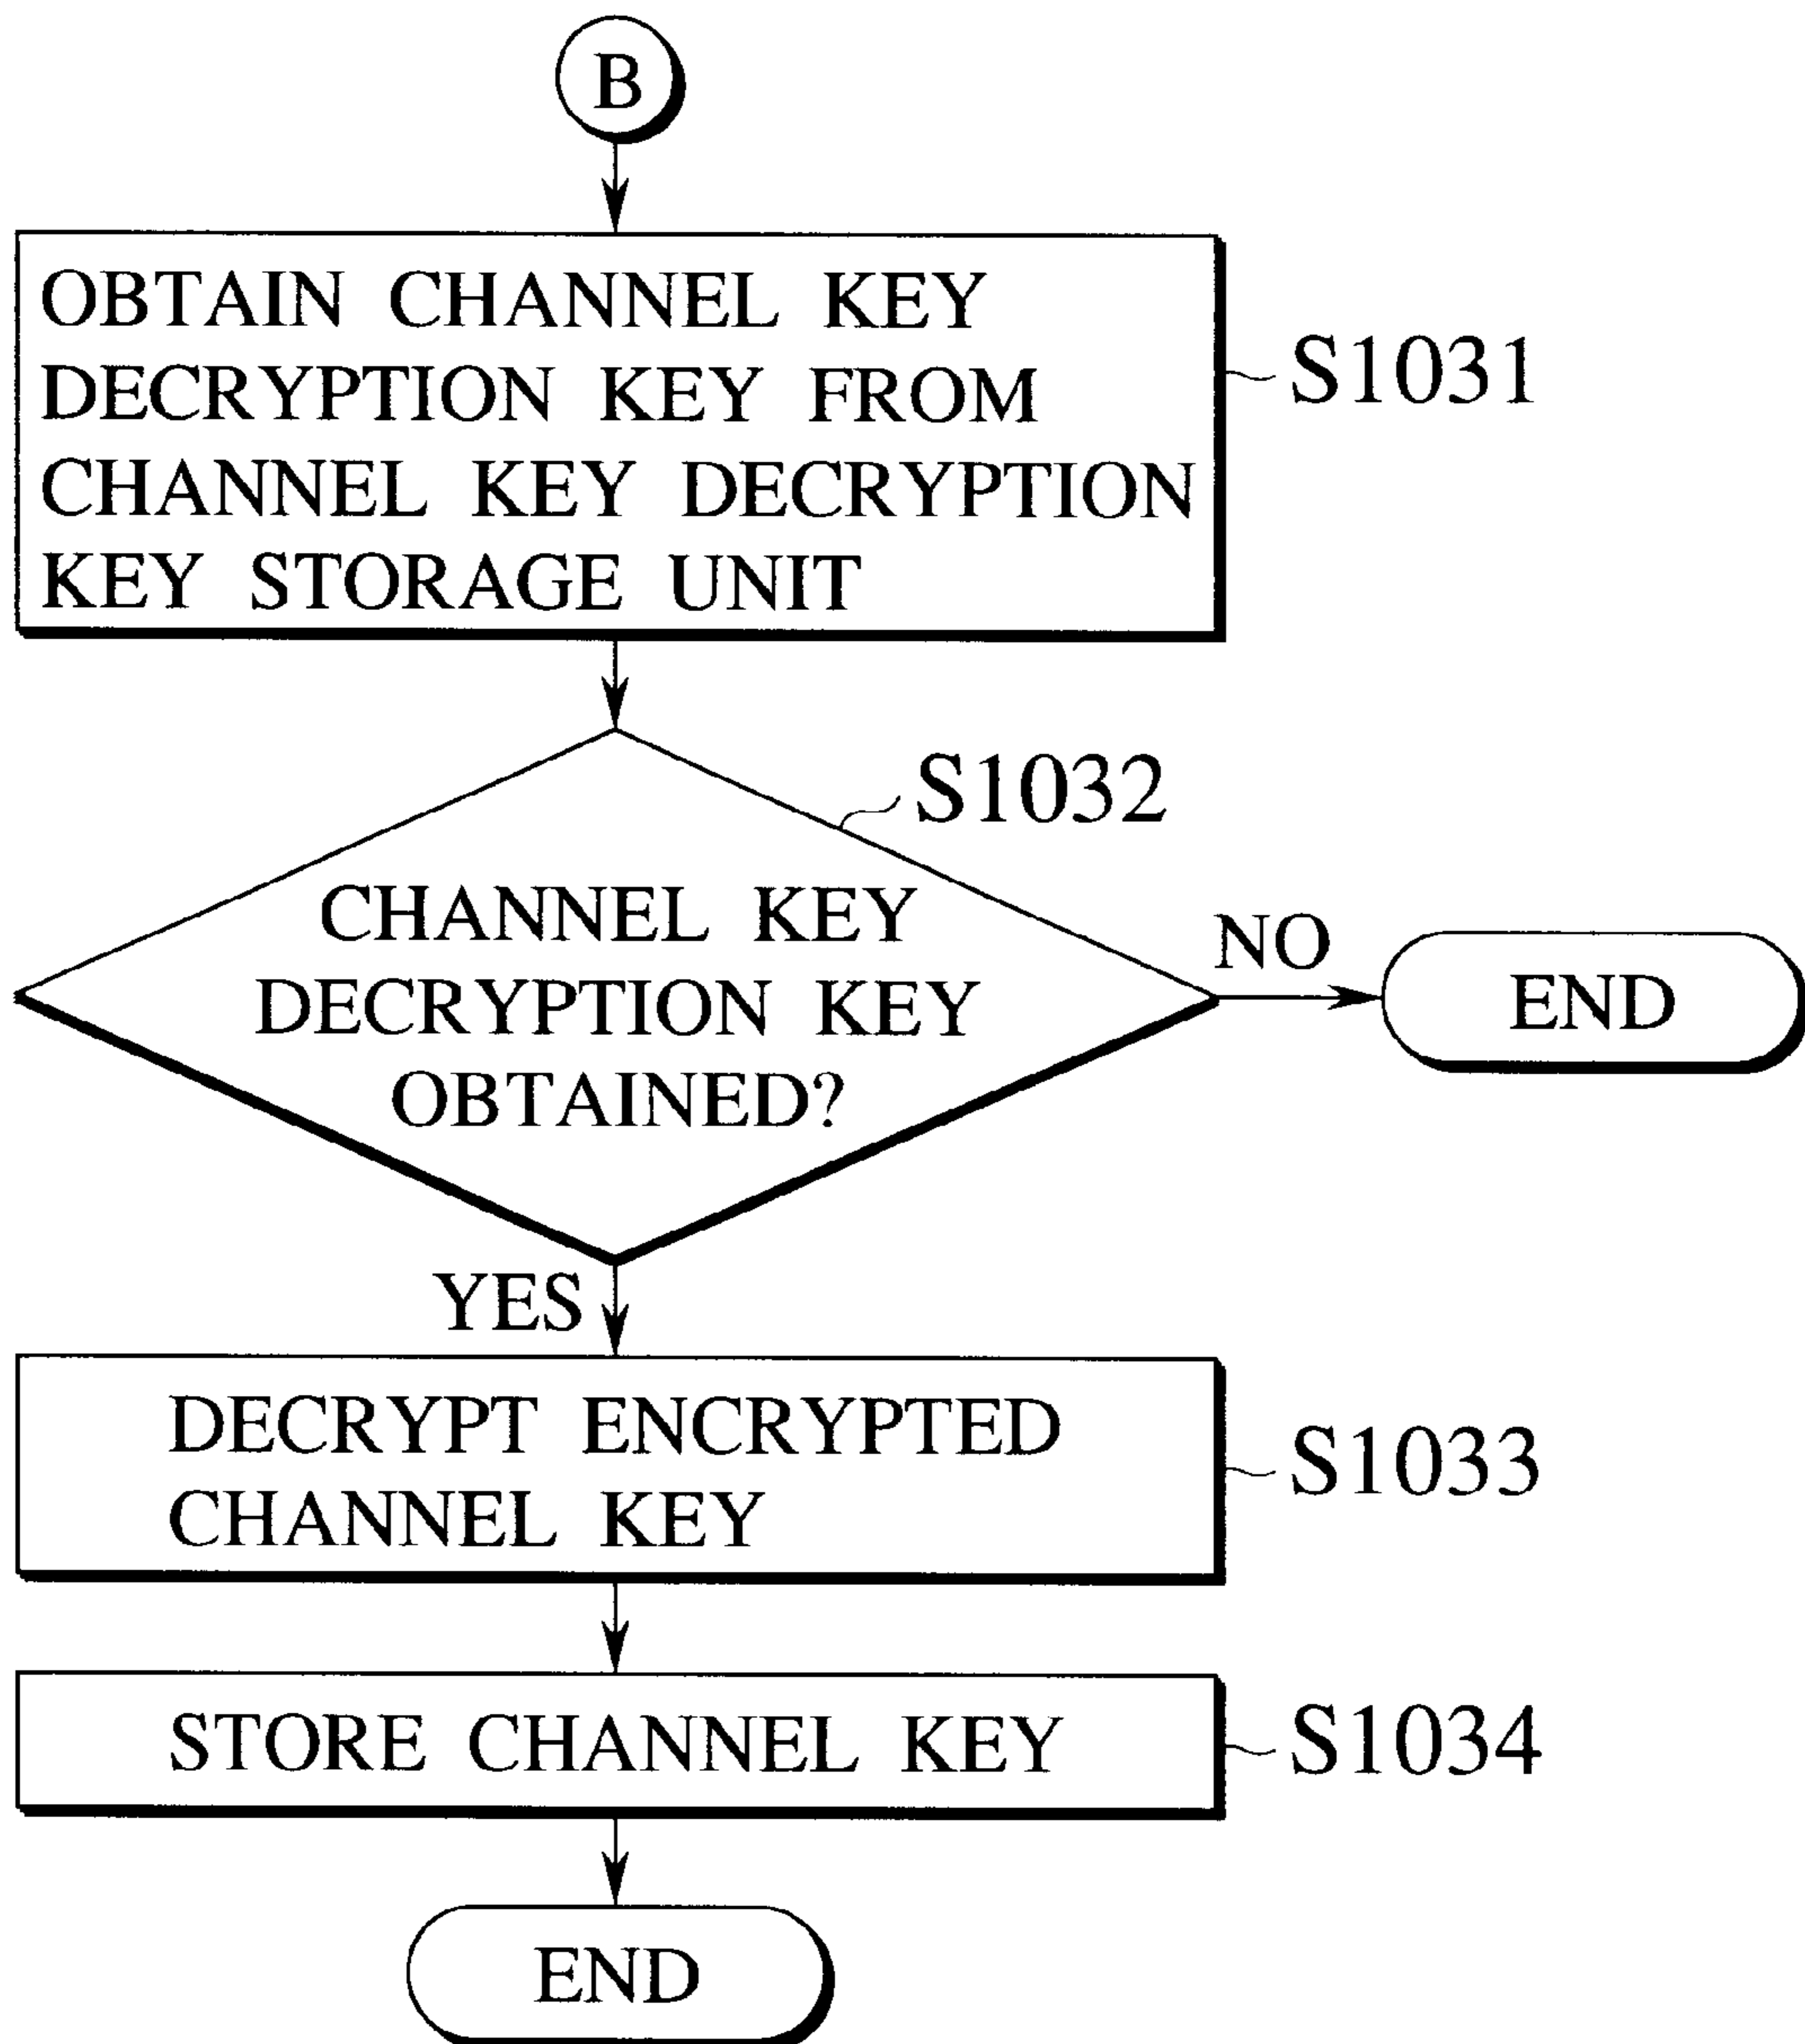 B
OBTAIN CHANNEL KEY
DECRYPTION KEY FROM
CHANNEL KEY DECRYPTION
KEY STORAGE UNIT
S1031
S1032
CHANNEL KEY
DECRYPTION KEY
OBTAINED?
NO
END
YES
DECRYPT ENCRYPTED
CHANNEL KEY
S1033
STORE CHANNEL KEY
S1034
END